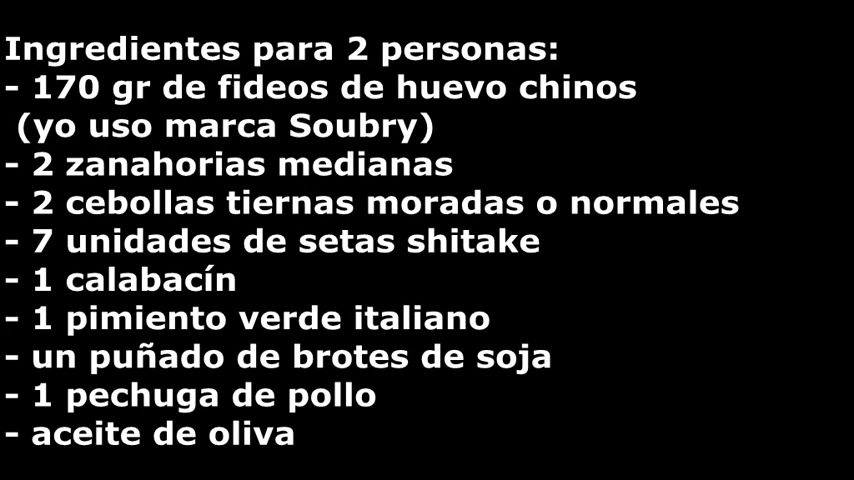 Ingredientes para 2 personas:
- 170 gr de fideos de huevo chinos
(yo uso marca Soubry)
- 2 zanahorias medianas
- 2 cebollas tiernas moradas o normales
- 7 unidades de setas shitake
- 1 calabacín
- 1 pimiento verde italiano
- un puñado de brotes de soja
- 1 pechuga de pollo
- aceite de oliva